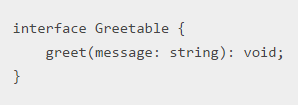 interface Greetable {
    greet(message: string): void;
}